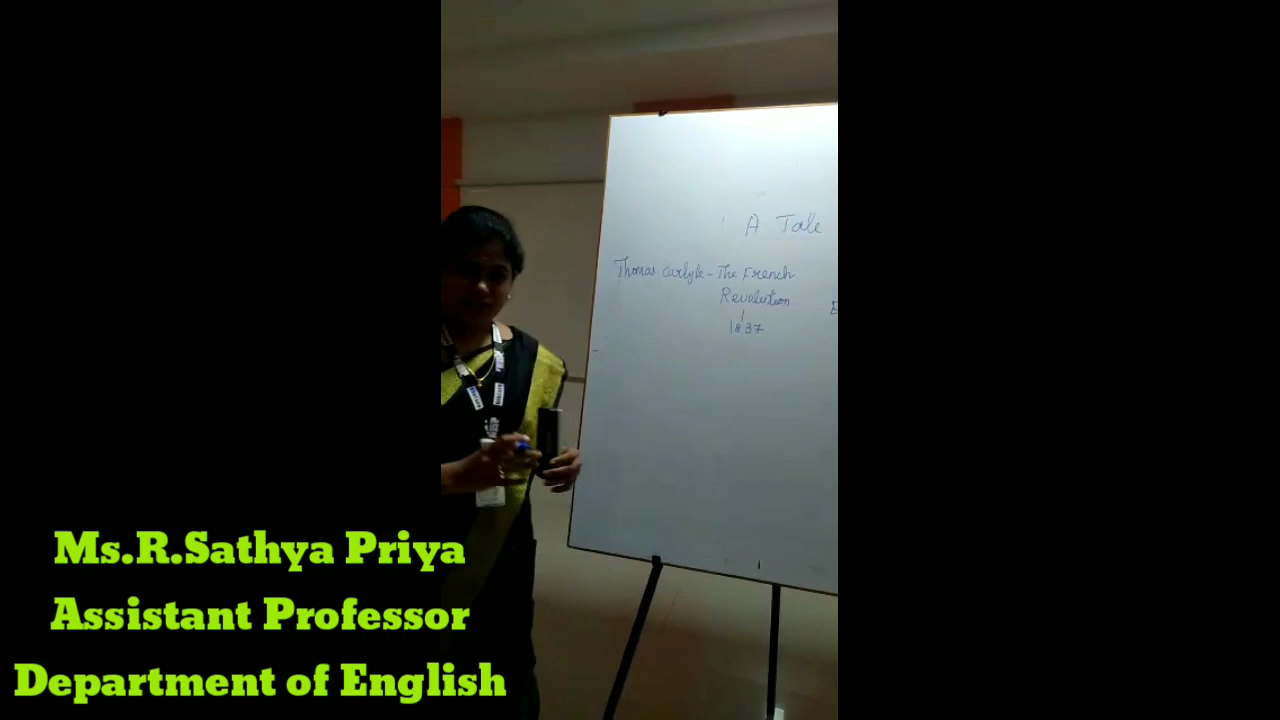 A Tale
Thomas Carlyle - The French
Revolution
1837
E
Ms.R.Sathya Priya
Assistant Professor
Department of English